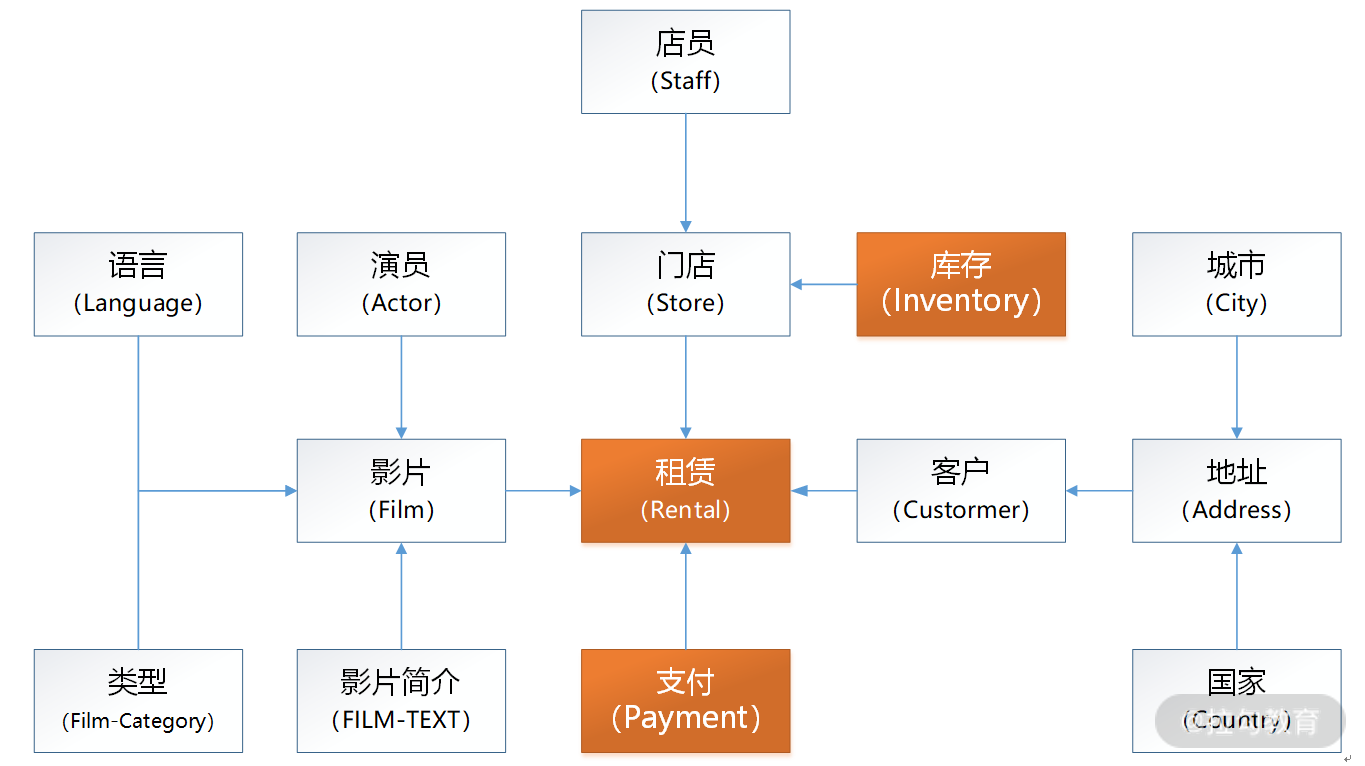 店员
（Staff）
语言
（Language）
演员
（Actor）
门店
（Store）
库存
（Inventory）
城市
（City）
影片
（Film）
租赁
（Rental）
客户
（Custormer）
地址
（Address）
类型
（Film-Category）
影片简介
（FILM-TEXT）
支付
（Payment）
国家
（Country）
@拉勾教育